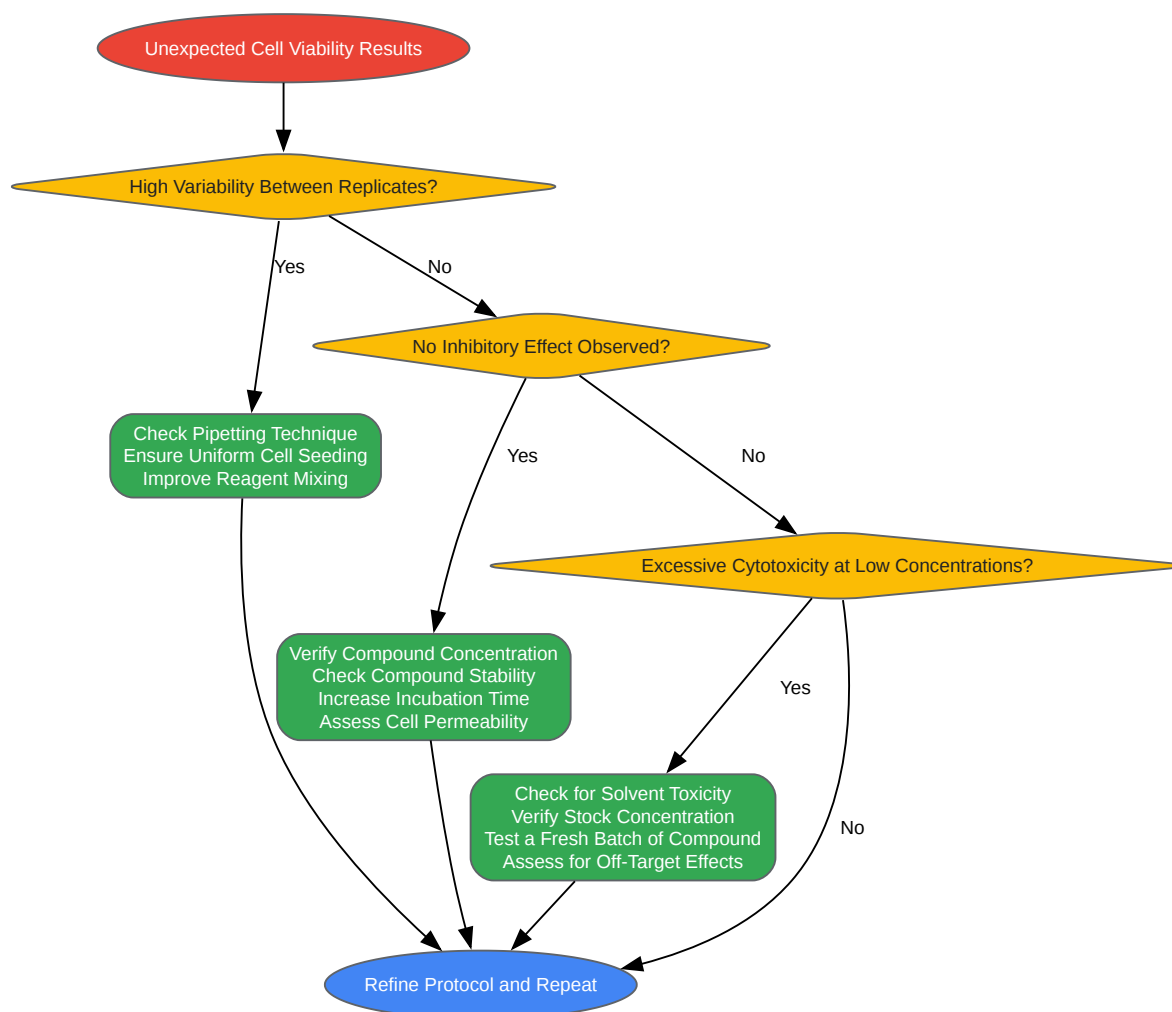 Unexpected Cell Viability Results
High Variability Between Replicates?
Yes
No
No Inhibitory Effect Observed?
Check Pipetting Technique
Ensure Uniform Cell Seeding
Improve Reagent Mixing
Yes
No
Excessive Cytotoxicity at Low Concentrations?
Verify Compound Concentration
Check Compound Stability
Increase Incubation Time
Assess Cell Permeability
Yes
Check for Solvent Toxicity
Verify Stock Concentration
Test a Fresh Batch of Compound
Assess for Off-Target Effects
No
Refine Protocol and Repeat